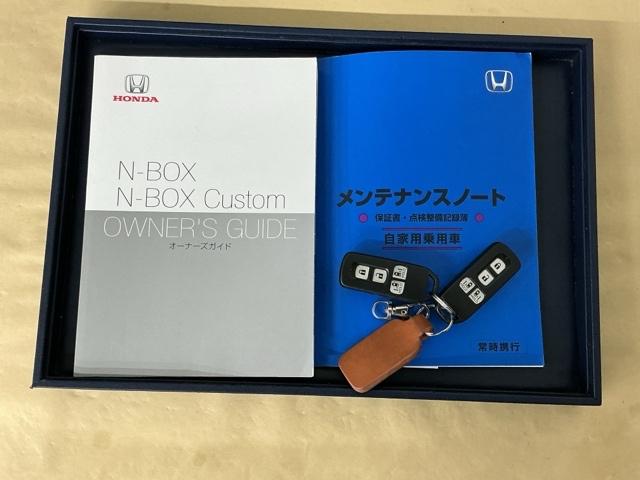 HONDA
N-BOX
N-BOX Custom
OWNER'S GUIDE
オーナーズガイド
メンテナンスノート
保証書・点検整備記録簿
自家用乗用車
常時携行